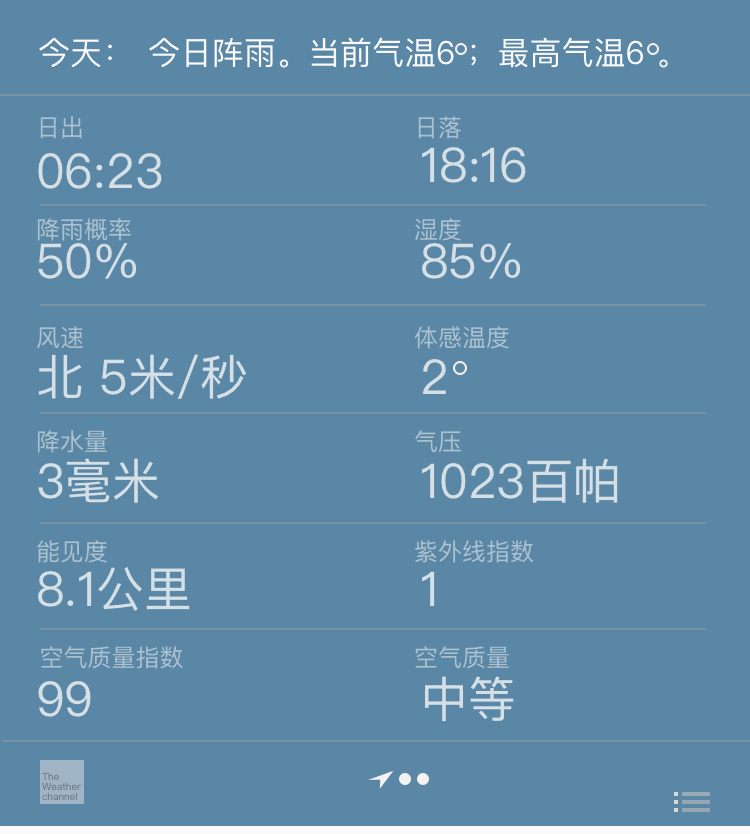 今天： 今日阵雨。当前气温6°；最高气温6°。
日出 日落
06:23 18:16
降雨概率 湿度
50% 85%
风速 体感温度
北 5米/秒 2°
降水量 气压
3毫米 1023百帕
能见度 紫外线指数
8.1公里 1
空气质量指数 空气质量
99 中等
The
Weather
channel